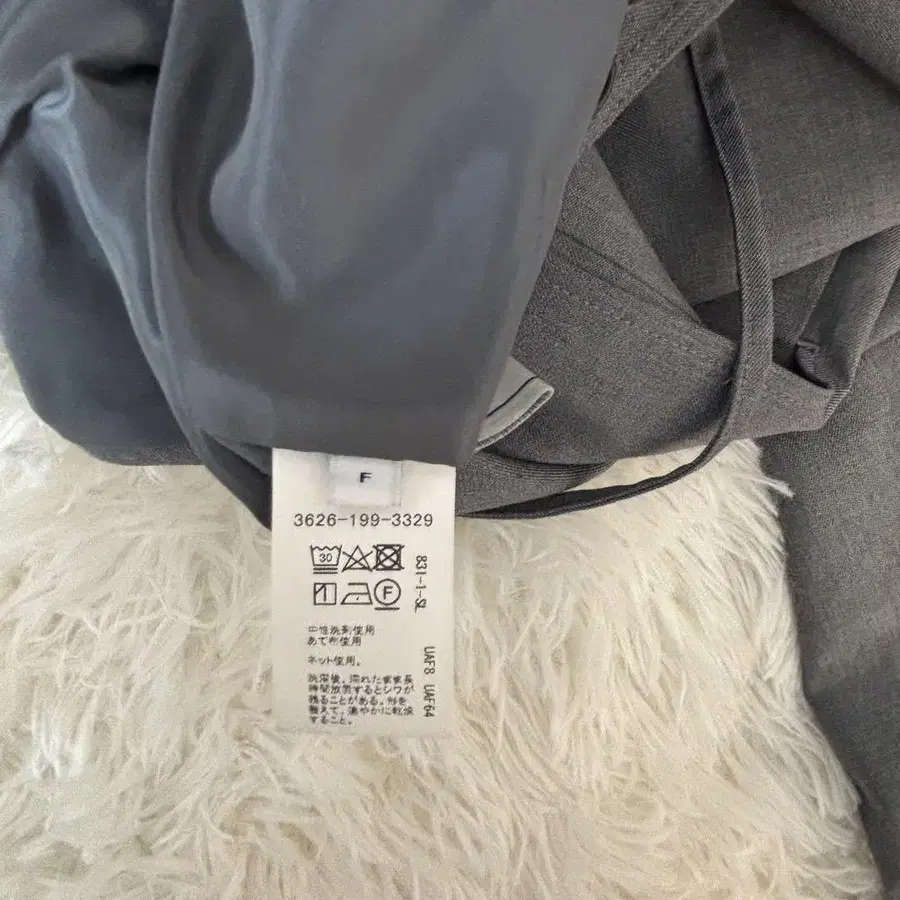 F
3626-199-3329
30
F
831-1-SL
UAF8 UAF64
中性洗剤使用
あて布使用
ネット使用。
洗濯後、濡れたまま長
時間放置するとシワが
残ることがある。形を
整えて、速やかに乾燥
すること。